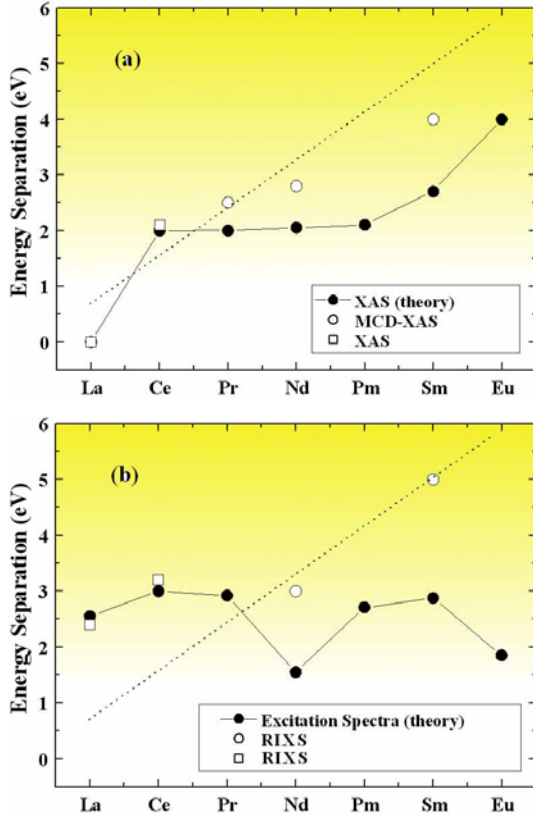 6
5
4
3
2
1
0
Energy Separation (eV)
(a)
XAS (theory)
MCD-XAS
XAS
La Ce Pr Nd Pm Sm Eu
6
5
4
3
2
1
0
Energy Separation (eV)
(b)
Excitation Spectra (theory)
RIXS
RIXS
La Ce Pr Nd Pm Sm Eu